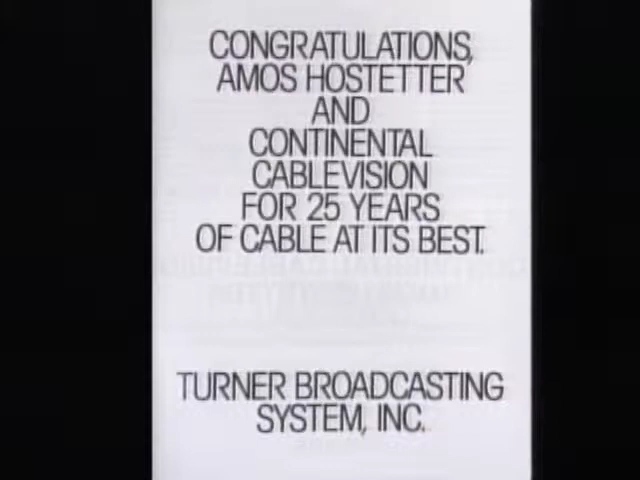 CONGRATULATIONS,
AMOS HOSTETTER
AND
CONTINENTAL
CABLEVISION
FOR 25 YEARS
OF CABLE AT ITS BEST.
TURNER BROADCASTING
SYSTEM, INC.